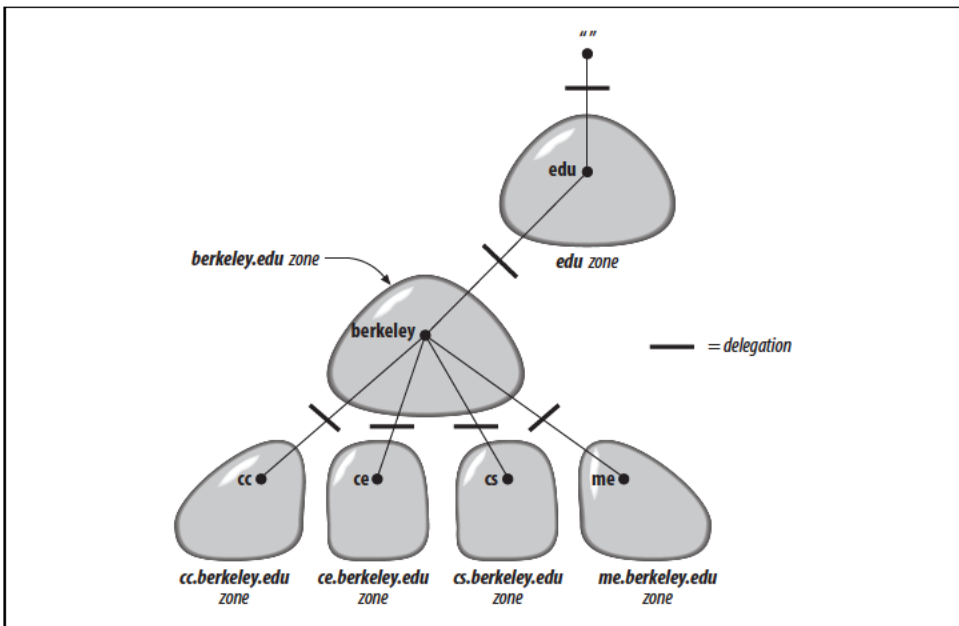 “ ”
edu
edu zone
berkeley.edu zone
berkeley
= delegation
cc
ce
cs
me
cc.berkeley.edu
zone
ce.berkeley.edu
zone
cs.berkeley.edu
zone
me.berkeley.edu
zone